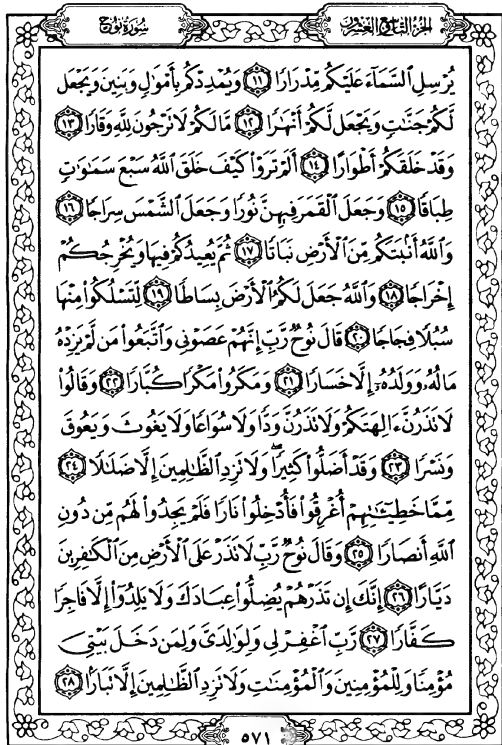 الجزء التاسع والعشرون
سورة نوح
يُرْسِلِ ٱلسَّمَآءَ عَلَيْكُم مِّدْرَارًا ١١ وَيُمْدِدْكُم بِأَمْوَٰلٍ وَبَنِينَ وَيَجْعَل
لَّكُمْ جَنَّٰتٍ وَيَجْعَل لَّكُمْ أَنْهَٰرًا ١٢ مَّا لَكُمْ لَا تَرْجُونَ لِلَّهِ وَقَارًا ١٣
وَقَدْ خَلَقَكُمْ أَطْوَارًا ١٤ أَلَمْ تَرَوْا۟ كَيْفَ خَلَقَ ٱللَّهُ سَبْعَ سَمَٰوَٰتٍ
طِبَاقًا ١٥ وَجَعَلَ ٱلْقَمَرَ فِيهِنَّ نُورًا وَجَعَلَ ٱلشَّمْسَ سِرَاجًا ١٦
وَٱللَّهُ أَنۢبَتَكُم مِّنَ ٱلْأَرْضِ نَبَاتًا ١٧ ثُمَّ يُعِيدُكُمْ فِيهَا وَيُخْرِجُكُمْ
إِخْرَاجًا ١٨ وَٱللَّهُ جَعَلَ لَكُمُ ٱلْأَرْضَ بِسَاطًا ١٩ لِّتَسْلُكُوا۟ مِنْهَا
سُبُلًا فِجَاجًا ٢٠ قَالَ نُوحٌ رَّبِّ إِنَّهُمْ عَصَوْنِى وَٱتَّبَعُوا۟ مَن لَّمْ يَزِدْهُ
مَالُهُۥ وَوَلَدُهُۥٓ إِلَّا خَسَارًا ٢١ وَمَكَرُوا۟ مَكْرًا كُبَّارًا ٢٢ وَقَالُوا۟
لَا تَذَرُنَّ ءَالِهَتَكُمْ وَلَا تَذَرُنَّ وَدًّا وَلَا سُوَاعًا وَلَا يَغُوثَ وَيَعُوقَ
وَنَسْرًا ٢٣ وَقَدْ أَضَلُّوا۟ كَثِيرًا ۖ وَلَا تَزِدِ ٱلظَّٰلِمِينَ إِلَّا ضَلَٰلًا ٢٤
مِّمَّا خَطِيٓـَٰٔتِهِمْ أُغْرِقُوا۟ فَأُدْخِلُوا۟ نَارًا فَلَمْ يَجِدُوا۟ لَهُم مِّن دُونِ
ٱللَّهِ أَنصَارًا ٢٥ وَقَالَ نُوحٌ رَّبِّ لَا تَذَرْ عَلَى ٱلْأَرْضِ مِنَ ٱلْكَٰفِرِينَ
دَيَّارًا ٢٦ إِنَّكَ إِن تَذَرْهُمْ يُضِلُّوا۟ عِبَادَكَ وَلَا يَلِدُوٓا۟ إِلَّا فَاجِرًا
كَفَّارًا ٢٧ رَّبِّ ٱغْفِرْ لِى وَلِوَٰلِدَىَّ وَلِمَن دَخَلَ بَيْتِىَ
مُؤْمِنًا وَلِلْمُؤْمِنِينَ وَٱلْمُؤْمِنَٰتِ وَلَا تَزِدِ ٱلظَّٰلِمِينَ إِلَّا تَبَارًۢا ٢٨
٥٧١